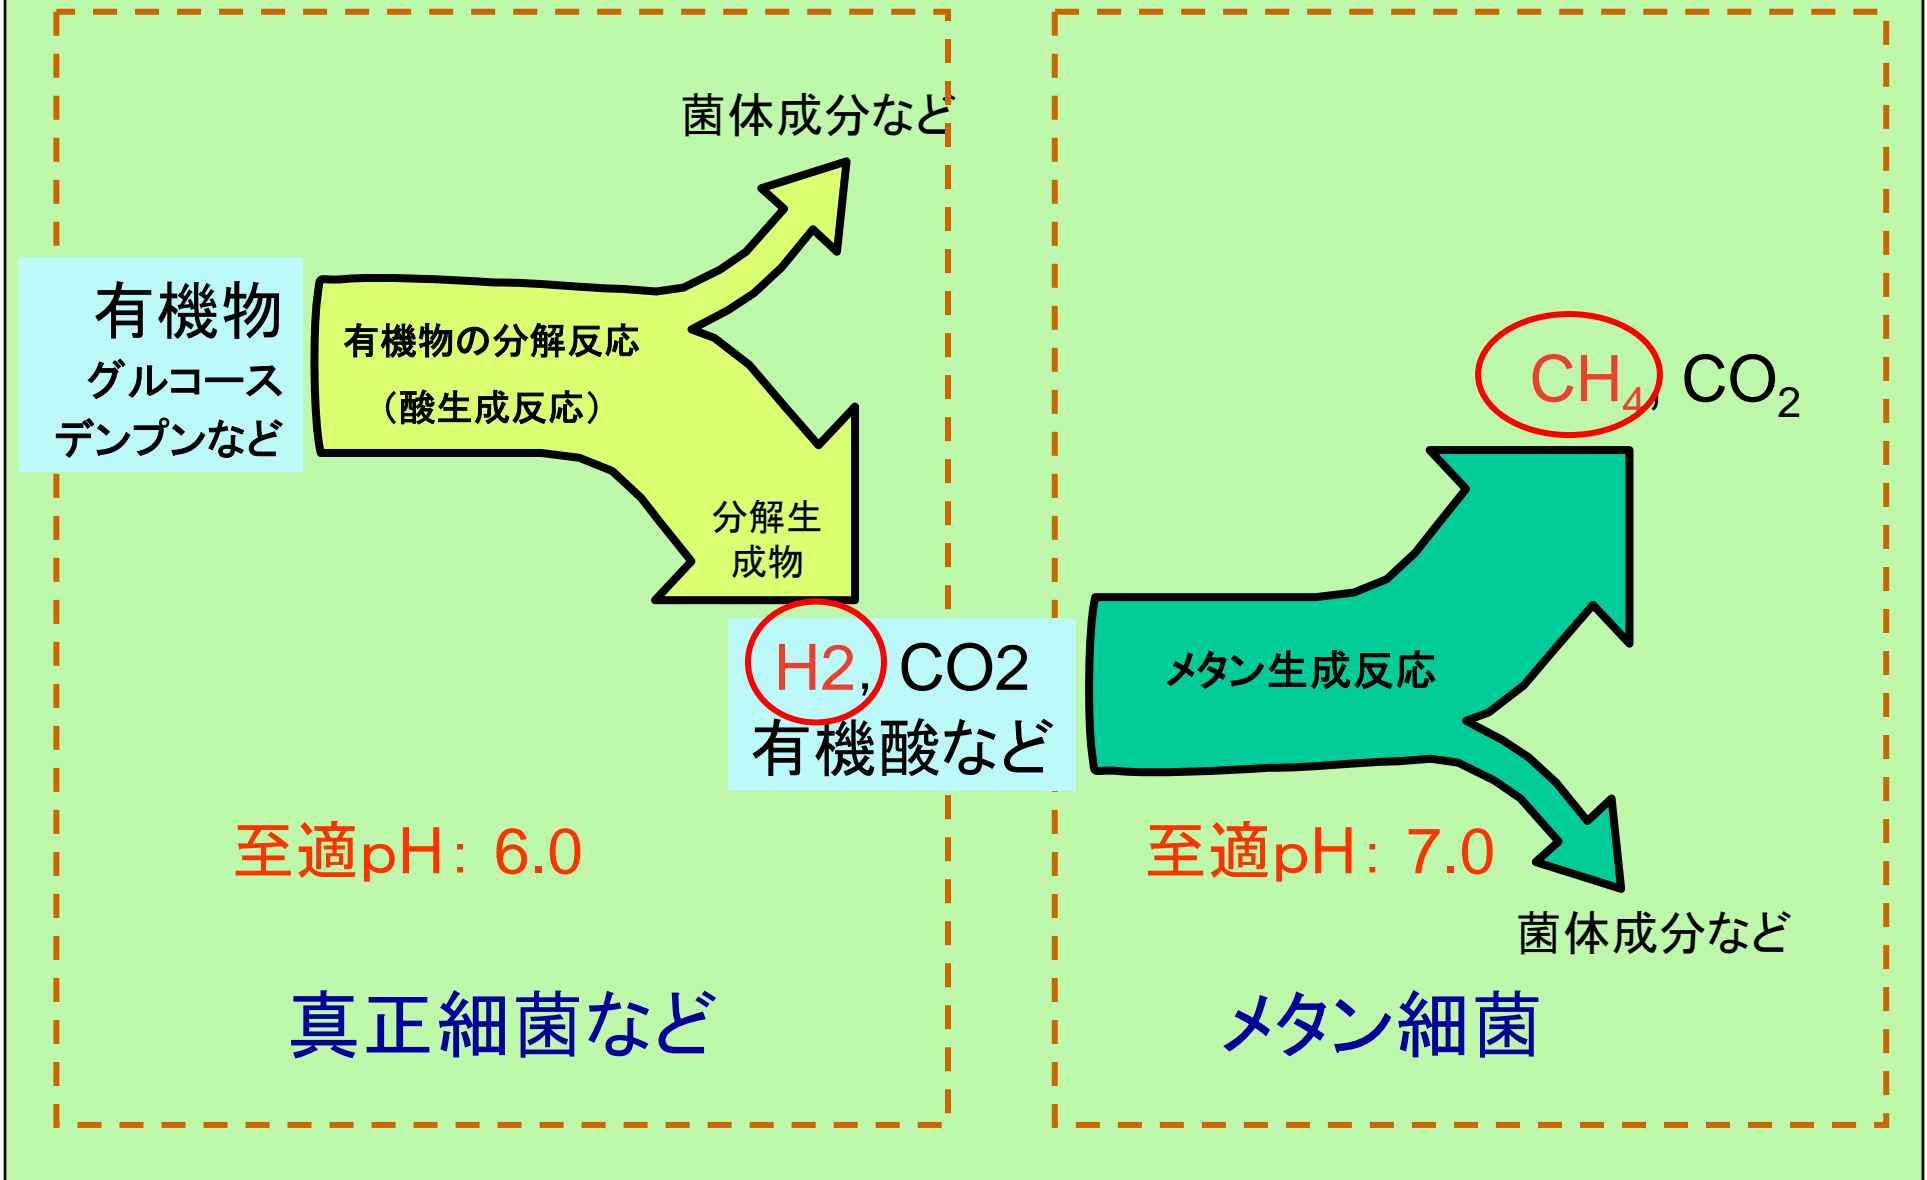 菌体成分など
有機物
グルコース
デンプンなど
有機物の分解反応
（酸生成反応）
分解生
成物
H2, CO2
有機酸など
至適pH：6.0
真正細菌など
CH₄, CO₂
メタン生成反応
至適pH：7.0
菌体成分など
メタン細菌